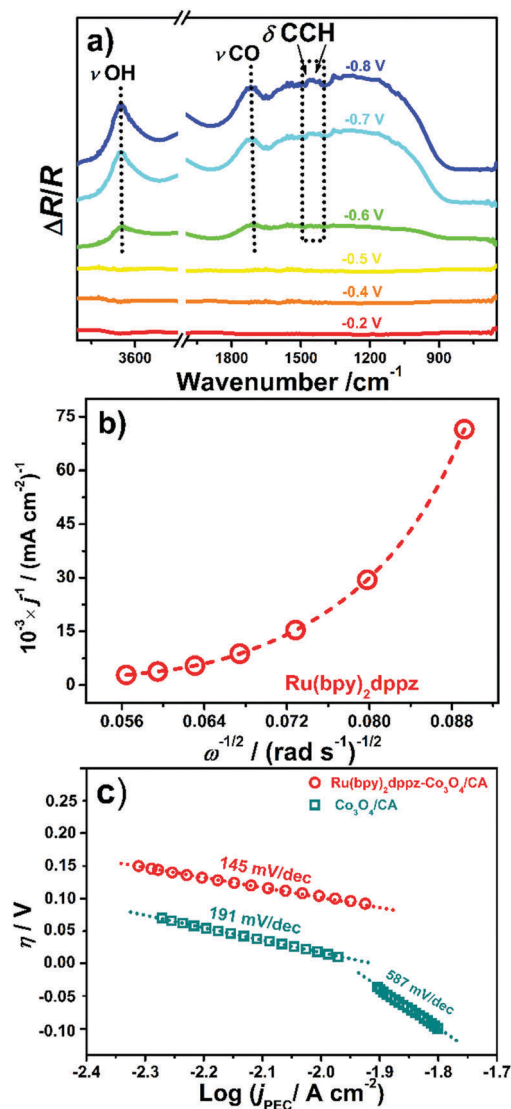 a)
δ CCH
ν CO
ν OH
-0.8 V
-0.7 V
-0.6 V
-0.5 V
-0.4 V
-0.2 V
ΔR/R
3600 1800 1500 1200 900
Wavenumber /cm⁻¹
b)
75
60
45
30
15
0
10⁻³× j⁻¹ / (mA cm⁻²)⁻¹
Ru(bpy)₂dppz
0.056 0.064 0.072 0.080 0.088
ω⁻¹/² / (rad s⁻¹)⁻¹/²
c)
Ru(bpy)₂dppz-Co₃O₄/CA
Co₃O₄/CA
0.25
0.20
0.15
0.10
0.05
0.00
-0.05
-0.10
η / V
145 mV/dec
191 mV/dec
587 mV/dec
-2.4 -2.3 -2.2 -2.1 -2.0 -1.9 -1.8 -1.7
Log (jPEC/ A cm⁻²)